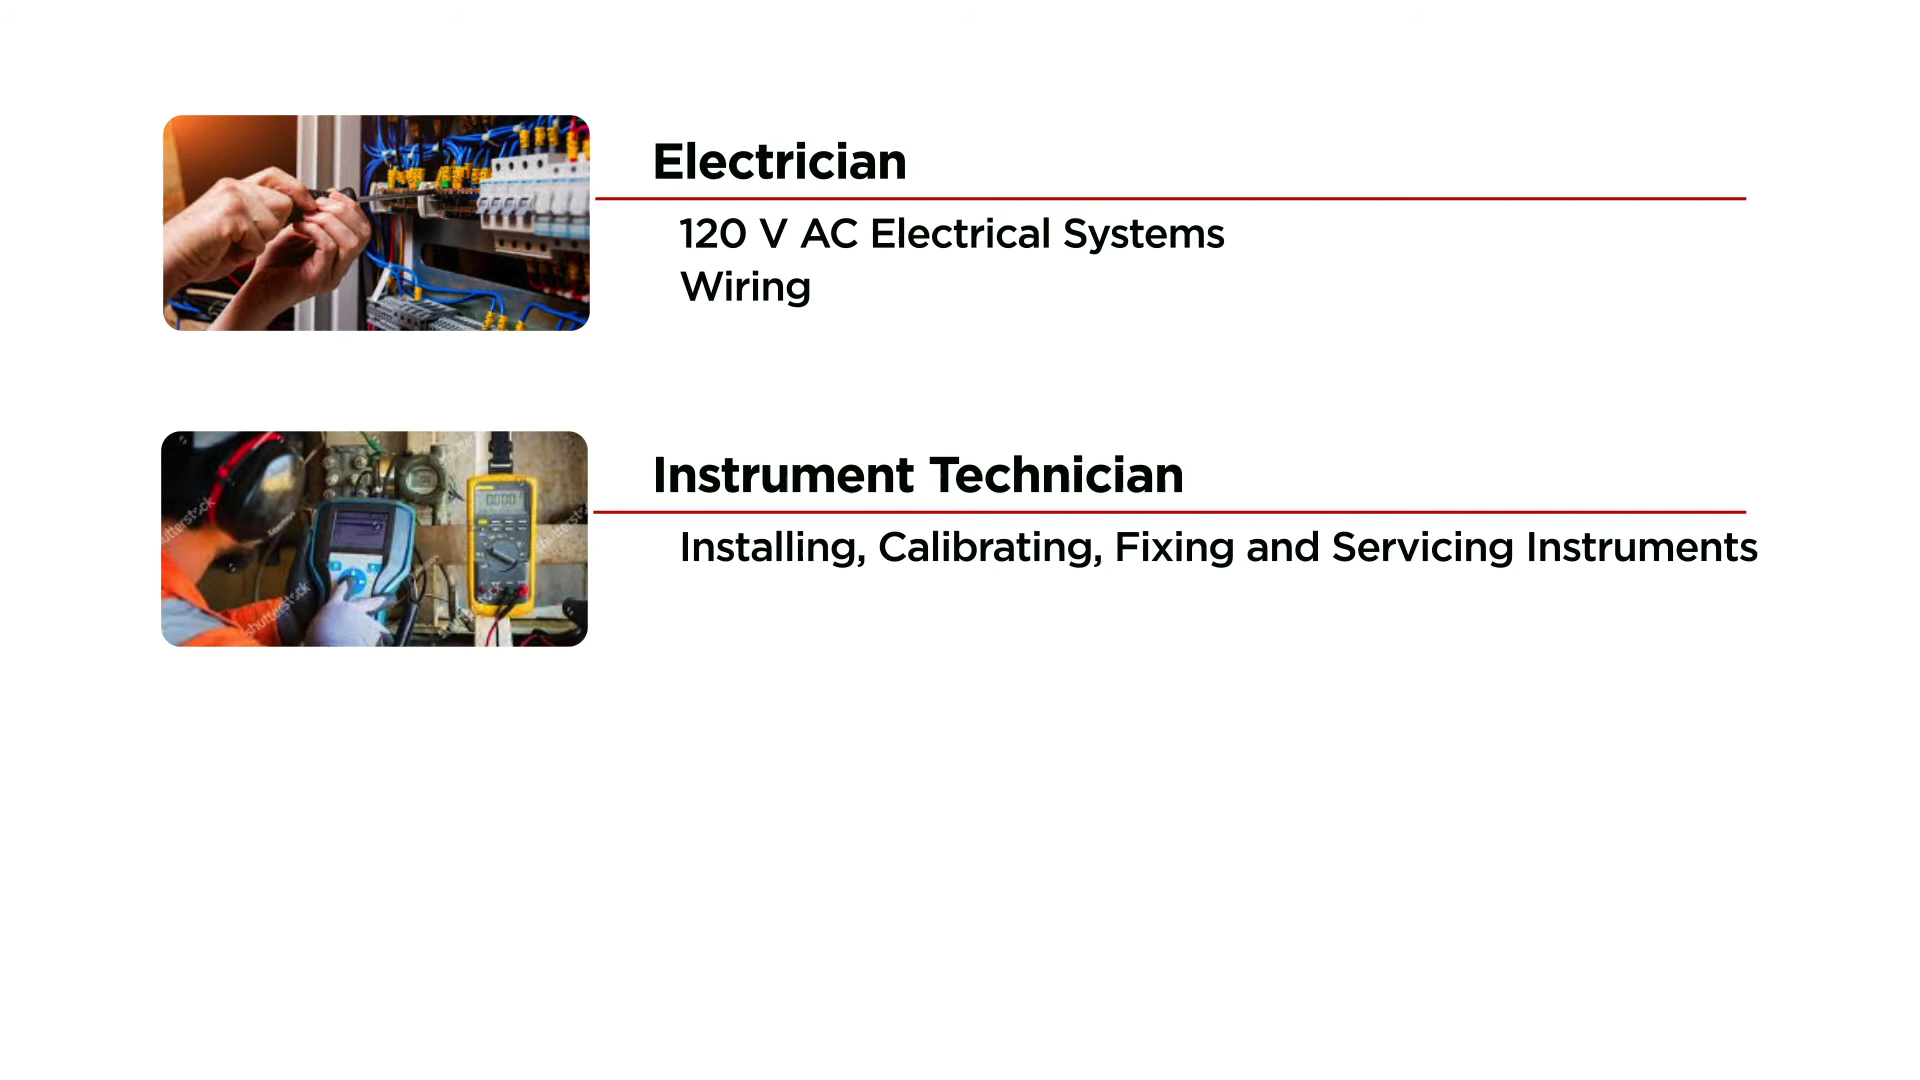 Electrician
120 V AC Electrical Systems
Wiring
Instrument Technician
Installing, Calibrating, Fixing and Servicing Instruments